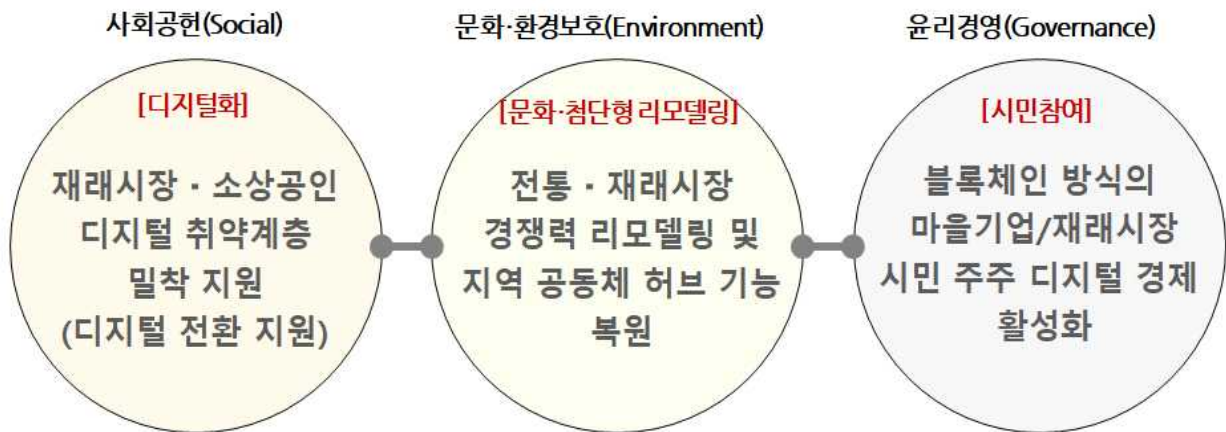 사회공헌(Social)
문화·환경보호(Environment)
윤리경영(Governance)
[디지털화]
재래시장 · 소상공인
디지털 취약계층
밀착 지원
(디지털 전환 지원)
[문화·첨단형 리모델링]
전통 · 재래시장
경쟁력 리모델링 및
지역 공동체 허브 기능
복원
[시민참여]
블록체인 방식의
마을기업/재래시장
시민 주주 디지털 경제
활성화